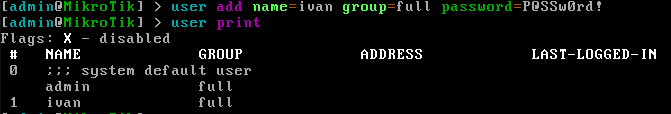 [admin@MikroTik] > user add name=ivan group=full password=P@SSw0rd!
[admin@MikroTik] > user print
Flags: X - disabled
# NAME GROUP ADDRESS LAST-LOGGED-IN
0 ;;; system default user
admin full
1 ivan full